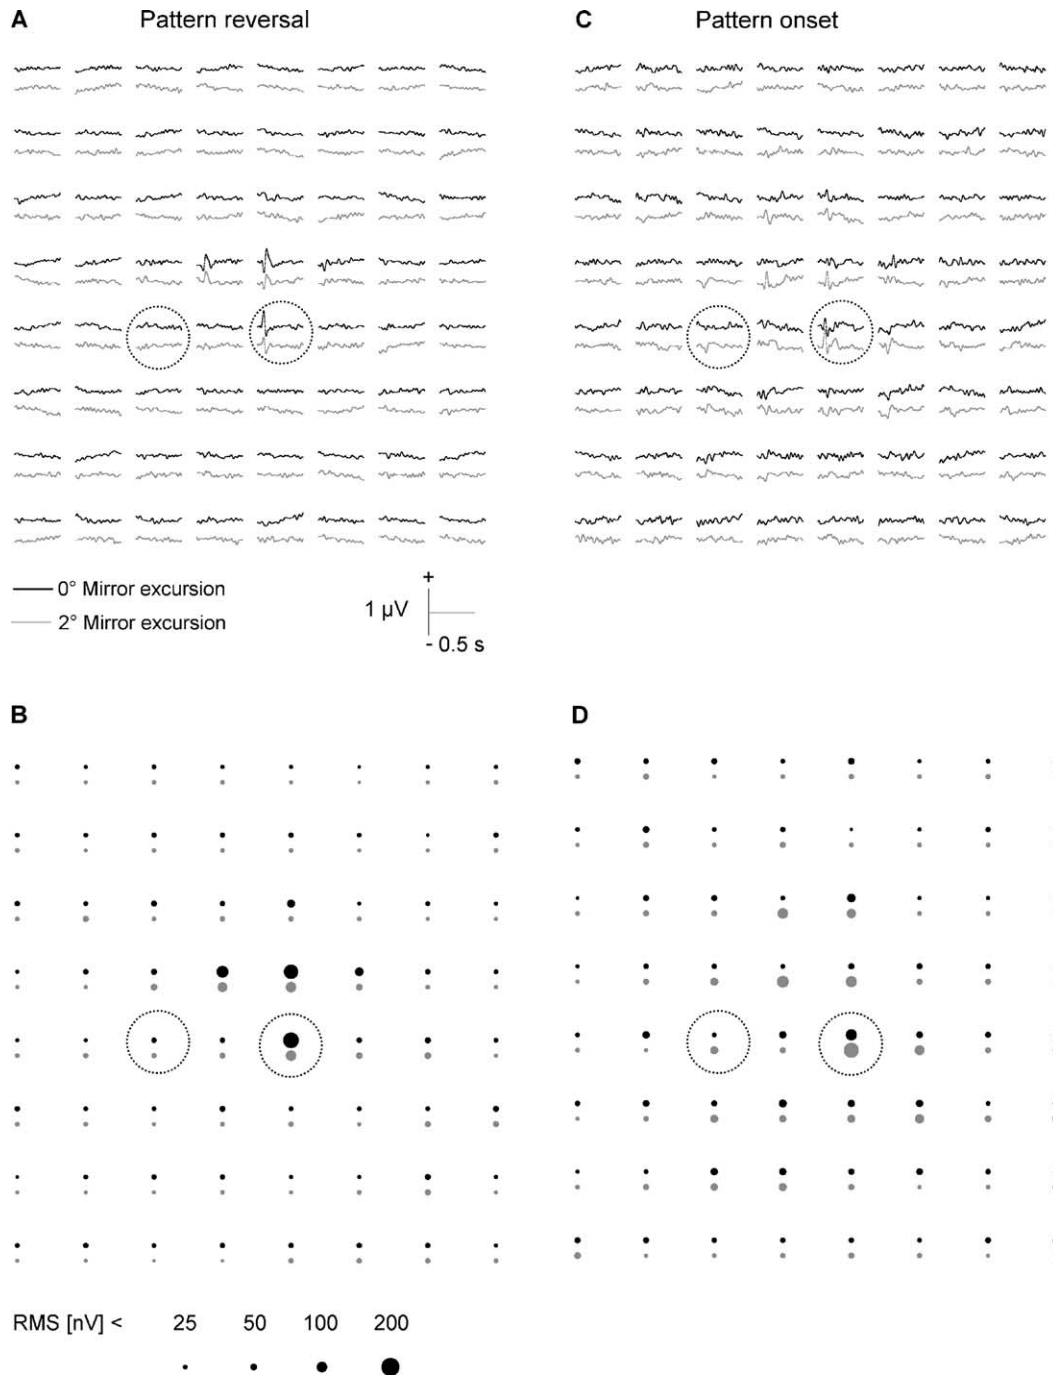 A Pattern reversal
C Pattern onset
0° Mirror excursion
2° Mirror excursion
+
1 µV
- 0.5 s
B
D
RMS [nV] < 25 50 100 200